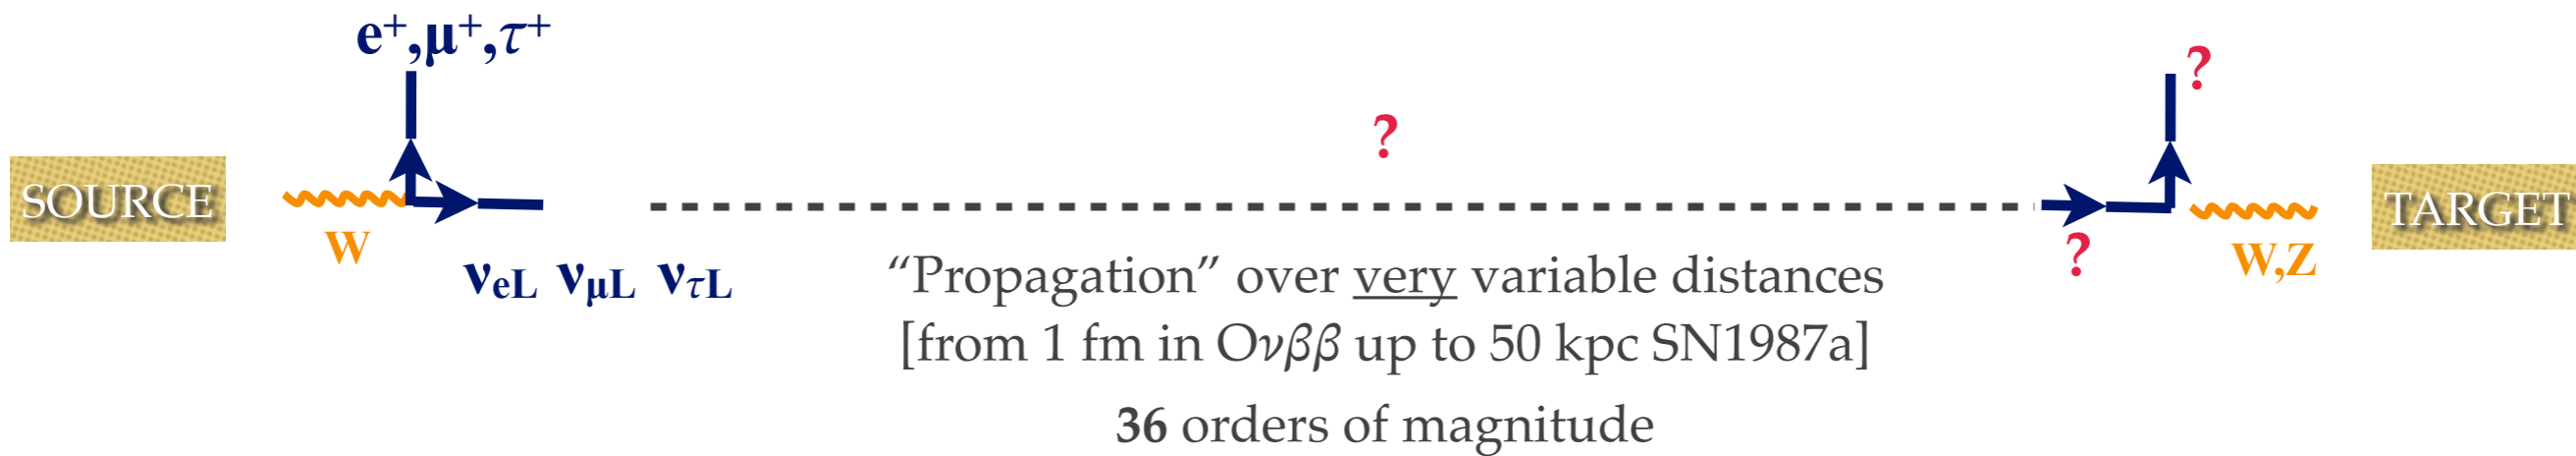 e⁺,μ⁺,τ⁺
?
?
SOURCE
TARGET
W
?
W,Z
νeL νμL ντL
“Propagation” over very variable distances
[from 1 fm in Oνββ up to 50 kpc SN1987a]
36 orders of magnitude